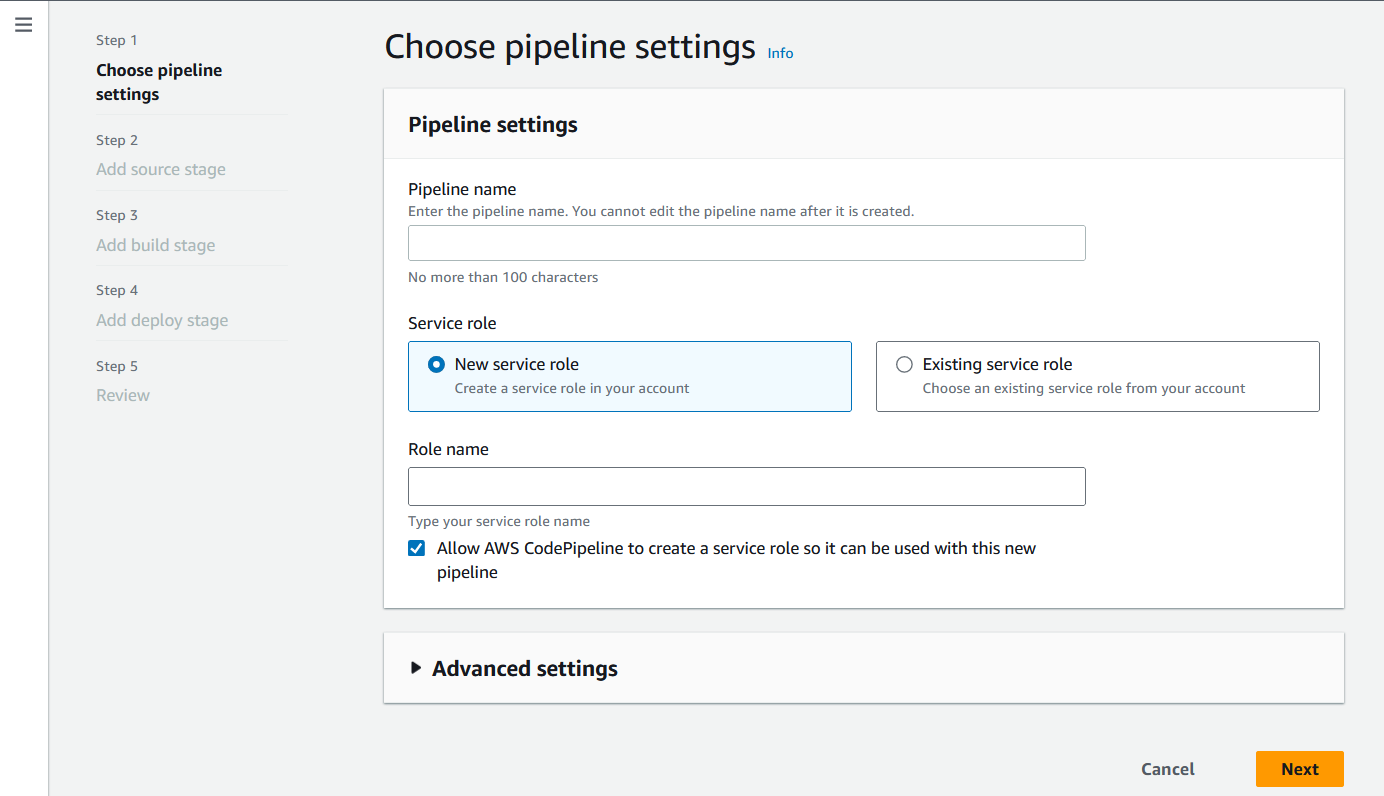 Step 1
Choose pipeline
settings
Step 2
Add source stage
Step 3
Add build stage
Step 4
Add deploy stage
Step 5
Review
Choose pipeline settings Info
Pipeline settings
Pipeline name
Enter the pipeline name. You cannot edit the pipeline name after it is created.
No more than 100 characters
Service role
New service role
Create a service role in your account
Existing service role
Choose an existing service role from your account
Role name
Type your service role name
Allow AWS CodePipeline to create a service role so it can be used with this new
pipeline
Advanced settings
Cancel
Next